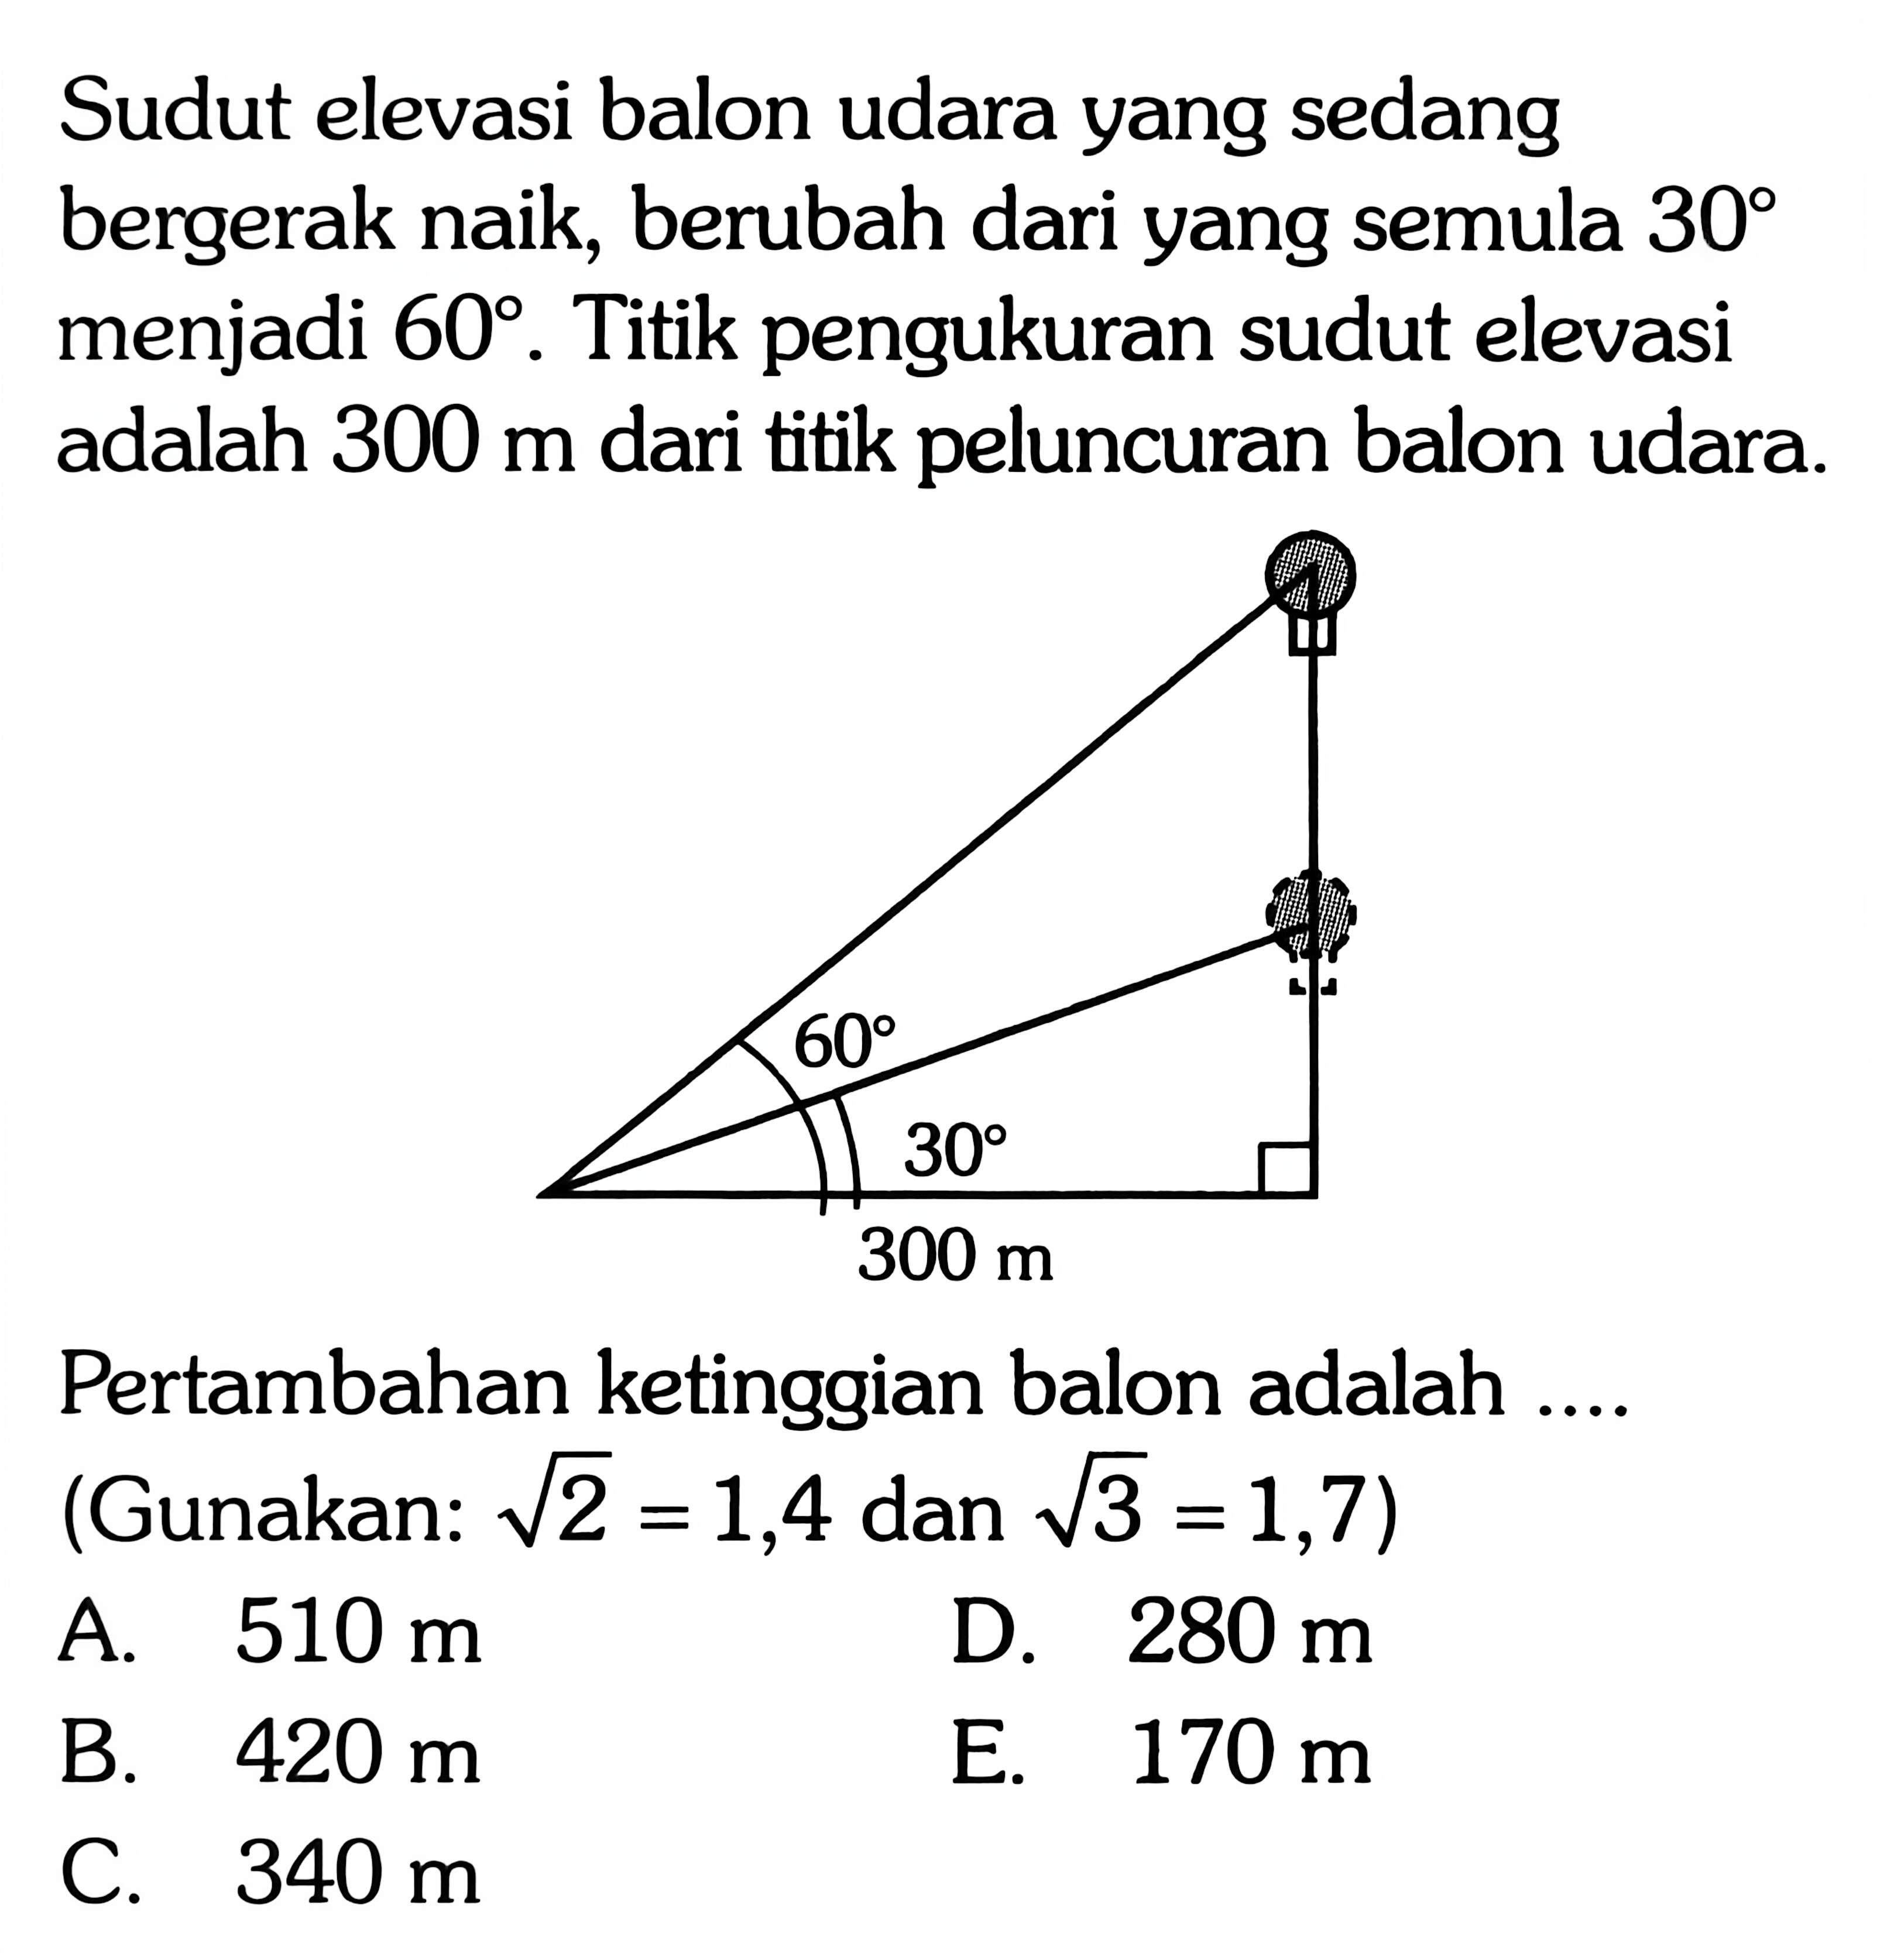 Sudut elevasi balon udara yang sedang
bergerak naik, berubah dari yang semula 30°
menjadi 60°. Titik pengukuran sudut elevasi
adalah 300 m dari titik peluncuran balon udara.
60°
30°
300 m
Pertambahan ketinggian balon adalah ....
(Gunakan: √2 = 1,4 dan √3 = 1,7)
A. 510 m D. 280 m
B. 420 m E. 170 m
C. 340 m